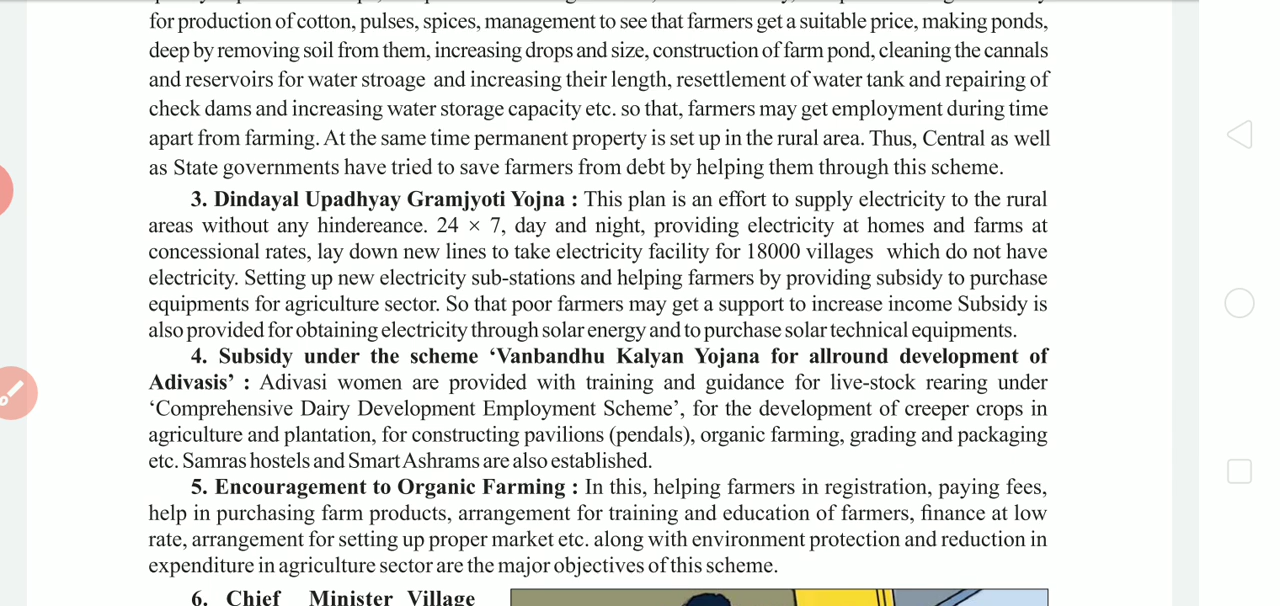 for production of cotton, pulses, spices, management to see that farmers get a suitable price, making ponds,
deep by removing soil from them, increasing drops and size, construction of farm pond, cleaning the cannals
and reservoirs for water stroage and increasing their length, resettlement of water tank and repairing of
check dams and increasing water storage capacity etc. so that, farmers may get employment during time
apart from farming. At the same time permanent property is set up in the rural area. Thus, Central as well
as State governments have tried to save farmers from debt by helping them through this scheme.
3. Dindayal Upadhyay Gramjyoti Yojna : This plan is an effort to supply electricity to the rural
areas without any hindereance. 24 × 7, day and night, providing electricity at homes and farms at
concessional rates, lay down new lines to take electricity facility for 18000 villages which do not have
electricity. Setting up new electricity sub-stations and helping farmers by providing subsidy to purchase
equipments for agriculture sector. So that poor farmers may get a support to increase income Subsidy is
also provided for obtaining electricity through solar energy and to purchase solar technical equipments.
4. Subsidy under the scheme ‘Vanbandhu Kalyan Yojana for allround development of
Adivasis’ : Adivasi women are provided with training and guidance for live-stock rearing under
‘Comprehensive Dairy Development Employment Scheme’, for the development of creeper crops in
agriculture and plantation, for constructing pavilions (pendals), organic farming, grading and packaging
etc. Samras hostels and Smart Ashrams are also established.
5. Encouragement to Organic Farming : In this, helping farmers in registration, paying fees,
help in purchasing farm products, arrangement for training and education of farmers, finance at low
rate, arrangement for setting up proper market etc. along with environment protection and reduction in
expenditure in agriculture sector are the major objectives of this scheme.
6. Chief Minister Village